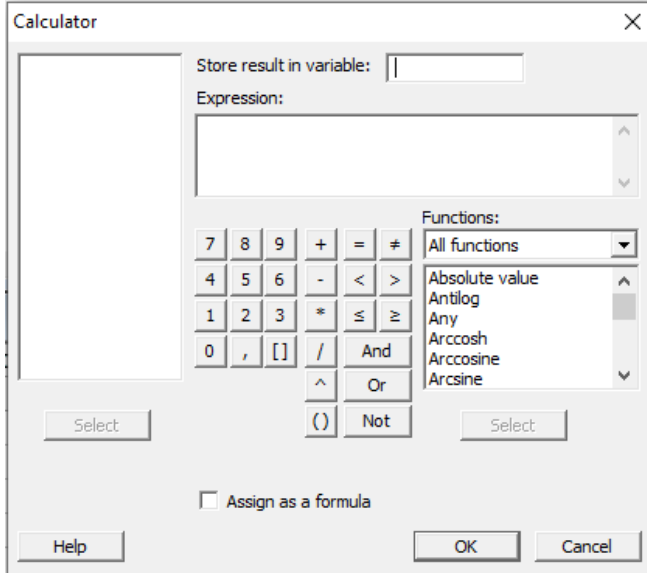 Calculator
Store result in variable:
Expression:
Functions:
7 8 9 + = ≠ All functions
4 5 6 - < > Absolute value
Antilog
1 2 3 * ≤ ≥ Any
Arccosh
0 , [] / And Arccosine
^ Or Arcsine
Select () Not Select
Assign as a formula
Help OK Cancel